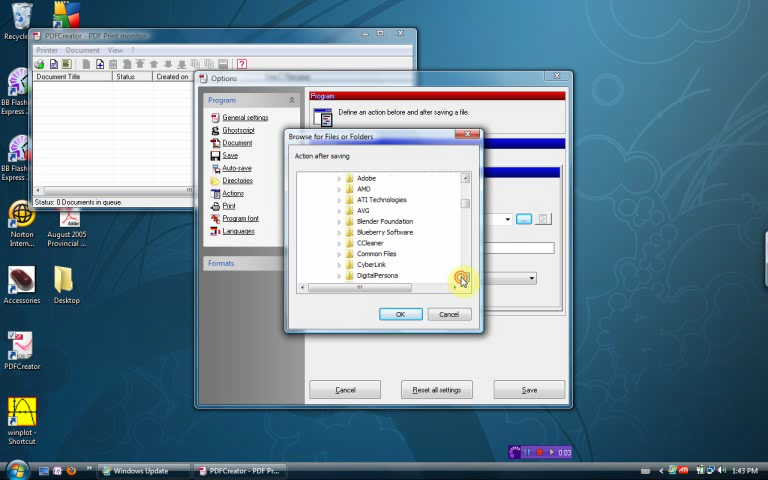 Recycle
PDFCreator - PDF Print monitor
Printer Document View ?
Document Title Status Created on
Status: 0 Documents in queue.
Options
Program
General settings
Ghostscript
Document
Save
Auto-save
Directories
Actions
Print
Program font
Languages
Formats
Program
Define an action before and after saving a file.
Browse for Files or Folders
Action after saving
Adobe
AMD
ATI Technologies
AVG
Blender Foundation
Blueberry Software
CCleaner
Common Files
CyberLink
DigitalPersona
OK Cancel
Cancel Reset all settings Save
BB Flash
Express ...
BB Flash
Express ...
Norton
Intern...
August 2005
Provincial ...
Accessories
Desktop
PDFCreator
winplot -
Shortcut
0:03
Windows Update
PDFCreator - PDF Pr...
1:43 PM